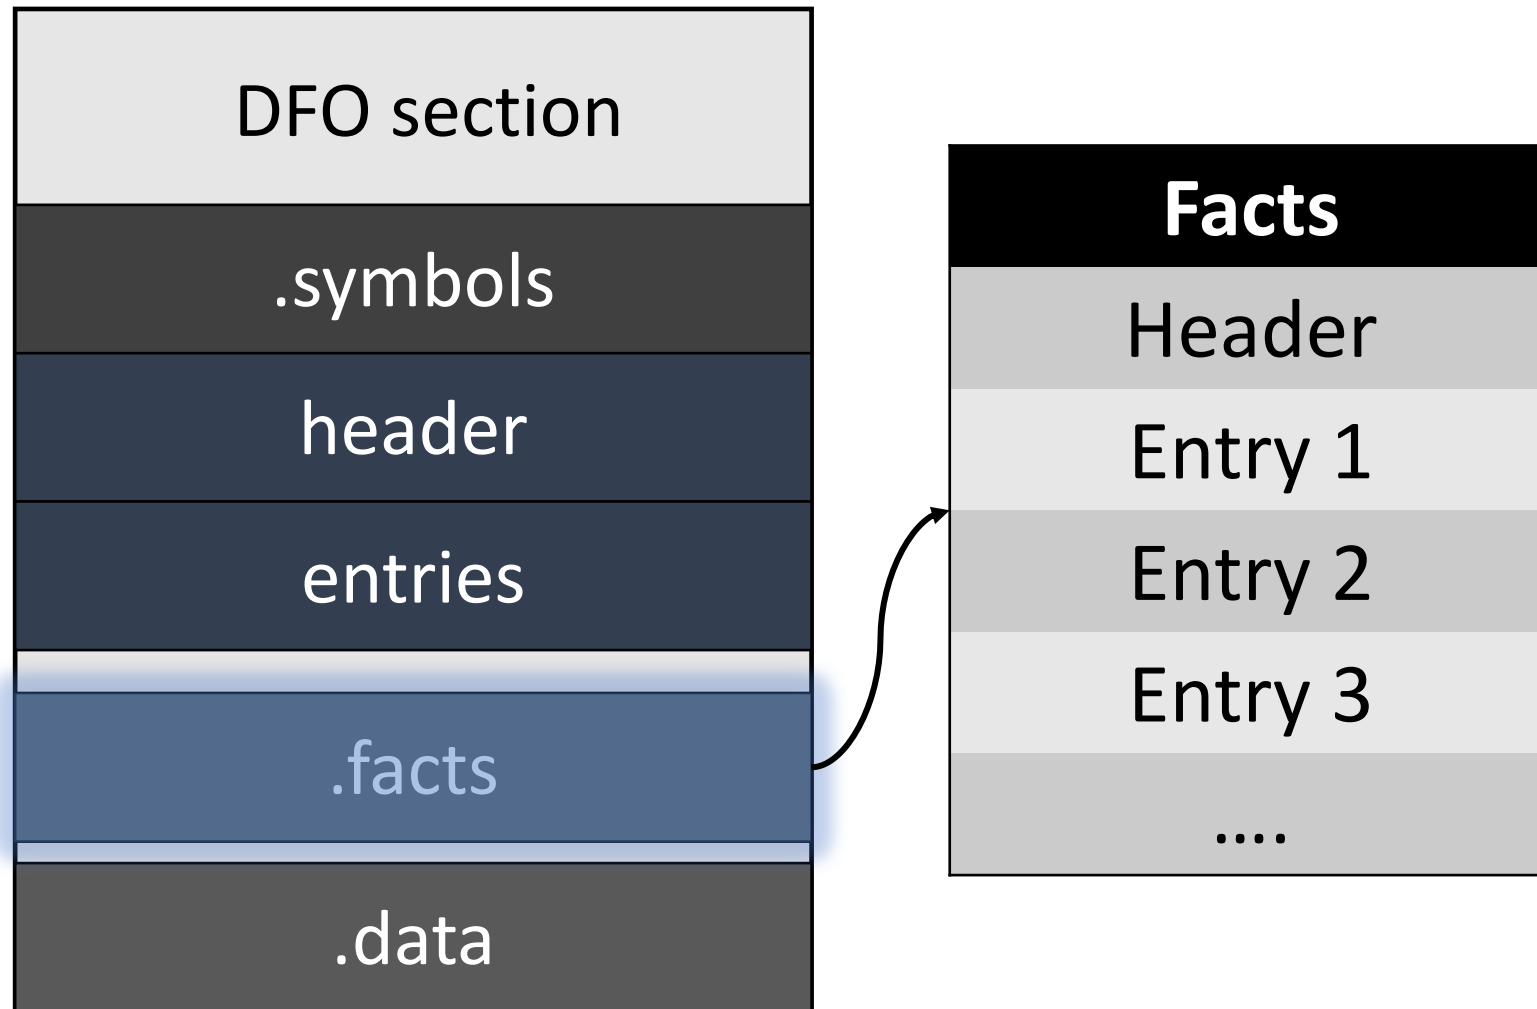 DFO section
.symbols
header
entries
.facts
.data
Facts
Header
Entry 1
Entry 2
Entry 3
....